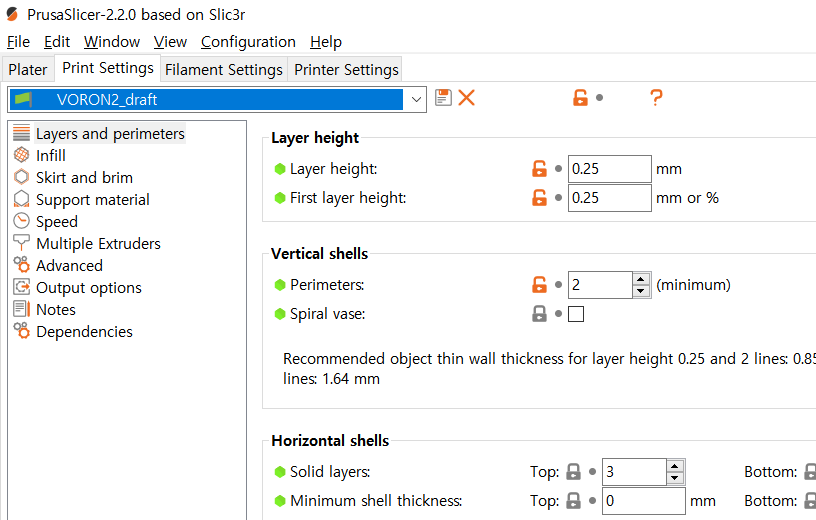 PrusaSlicer-2.2.0 based on Slic3r
File Edit Window View Configuration Help
Plater Print Settings Filament Settings Printer Settings
VORON2_draft ?
Layers and perimeters
Infill
Skirt and brim
Support material
Speed
Multiple Extruders
Advanced
Output options
Notes
Dependencies
Layer height
Layer height: 0.25 mm
First layer height: 0.25 mm or %
Vertical shells
Perimeters: 2 (minimum)
Spiral vase:
Recommended object thin wall thickness for layer height 0.25 and 2 lines: 0.85
lines: 1.64 mm
Horizontal shells
Solid layers: Top: 3 Bottom:
Minimum shell thickness: Top: 0 mm Bottom: